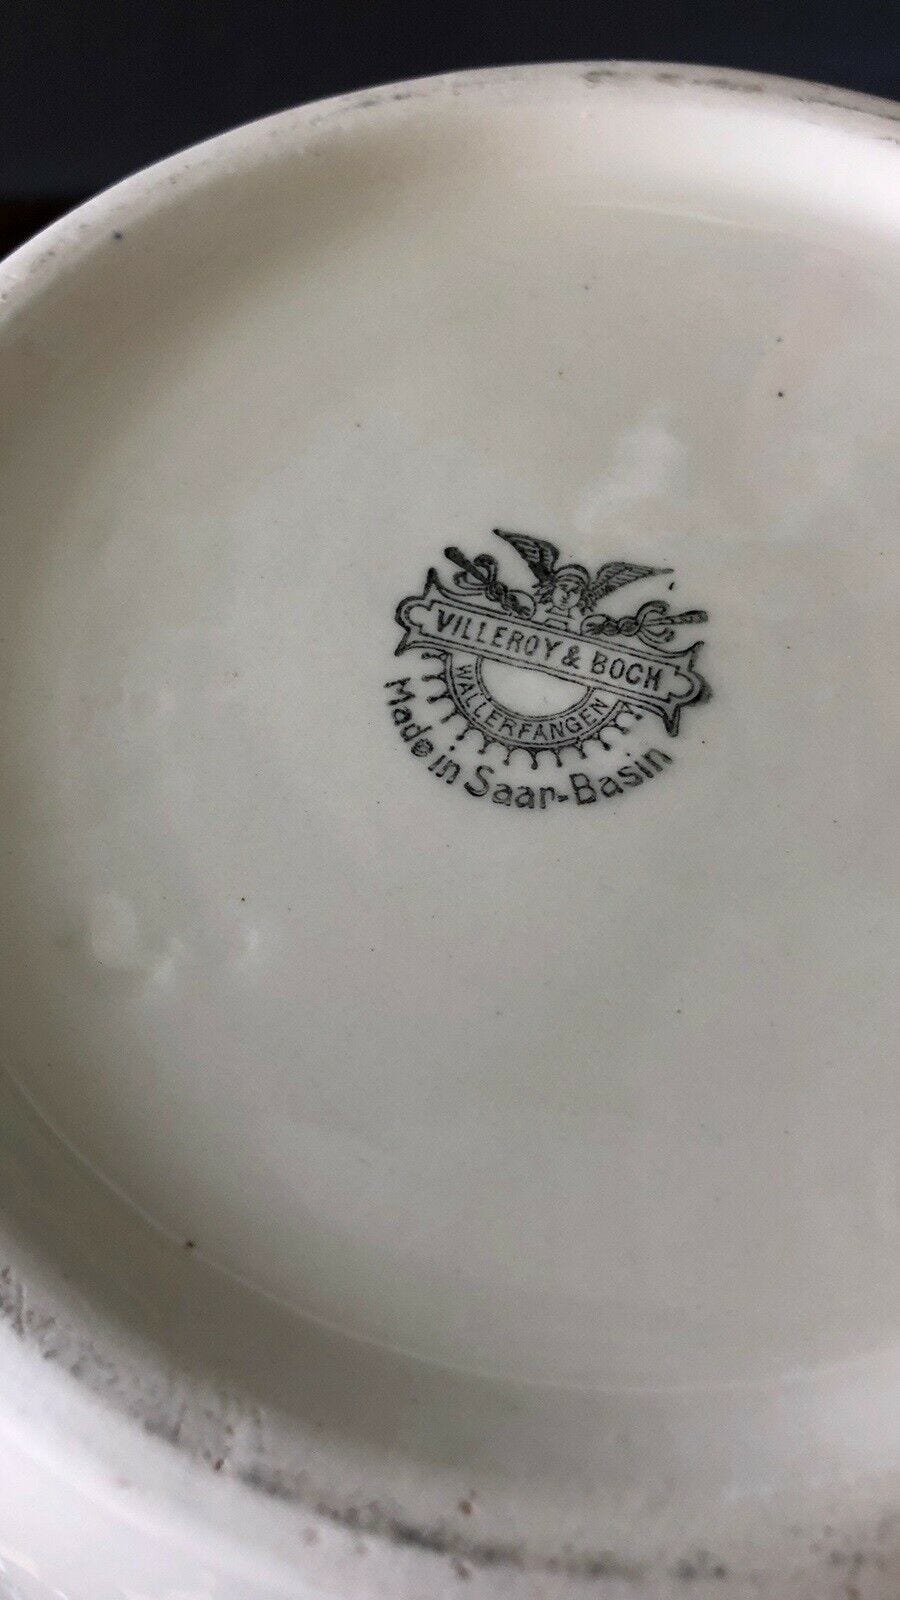 VILLEROY & BOCH
WALLERFANGEN
Made in Saar-Basin